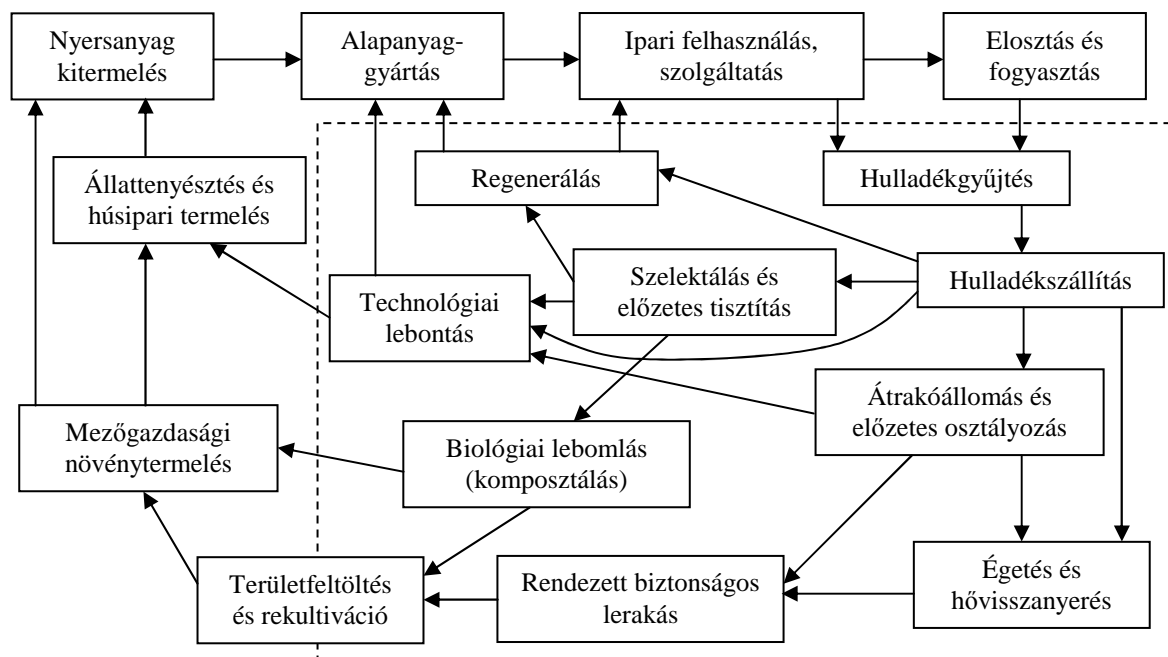 Nyersanyag
kitermelés
Alapanyag-
gyártás
Ipari felhasználás,
szolgáltatás
Elosztás és
fogyasztás
Állattenyésztés és
húsipari termelés
Regenerálás
Hulladékgyűjtés
Technológiai
lebontás
Szelektálás és
előzetes tisztítás
Hulladékszállítás
Mezőgazdasági
növénytermelés
Biológiai lebomlás
(komposztálás)
Átrakóállomás és
előzetes osztályozás
Területfeltöltés
és rekultiváció
Rendezett biztonságos
lerakás
Égetés és
hővisszanyerés